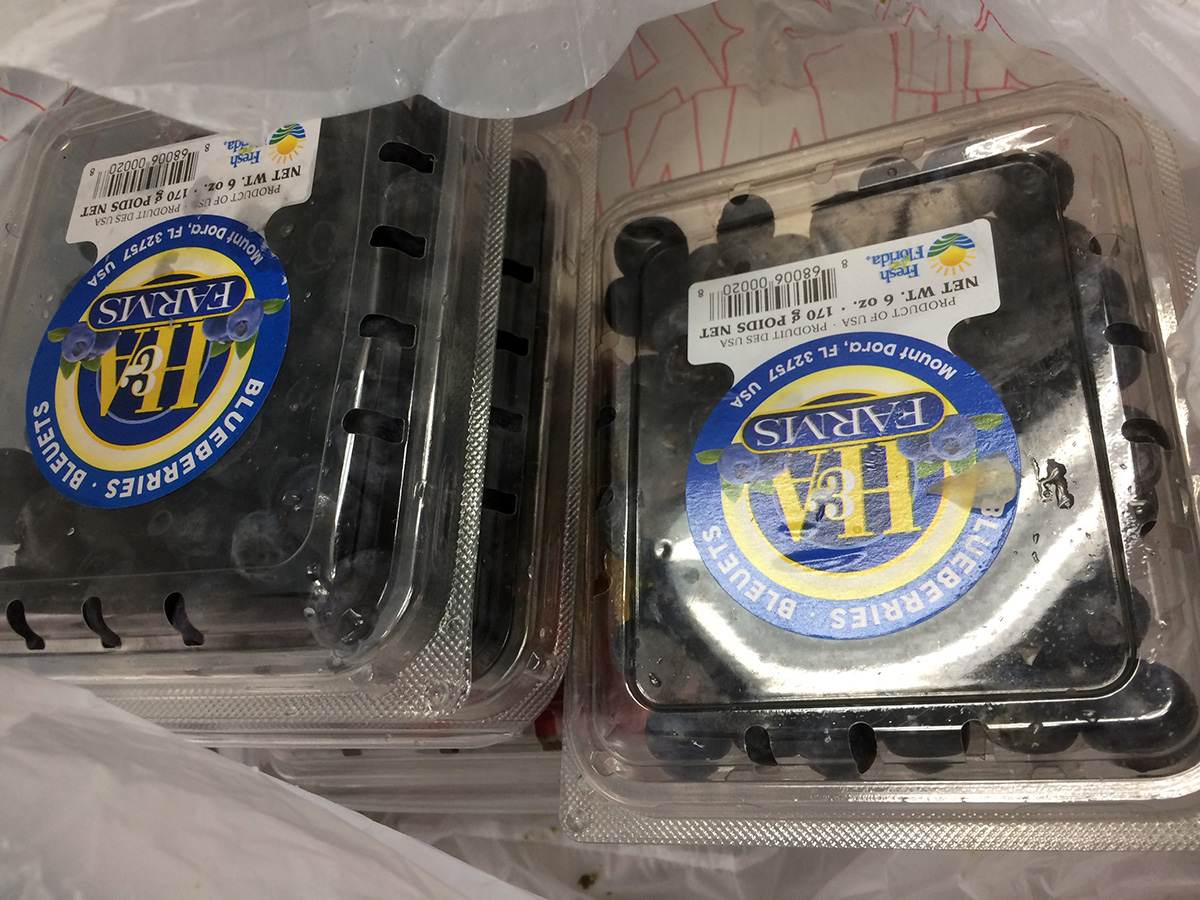 BLUEBERRIES · BLEUETS
H&A
FARMS
Mount Dora, FL 32757 USA
PRODUCT OF USA · PRODUIT DES USA
NET WT. 6 oz. · 170 g POIDS NET
Fresh
Florida®
8 68006 00020 8
BLUEBERRIES · BLEUETS
H&A
FARMS
Mount Dora, FL 32757 USA
PRODUCT OF USA · PRODUIT DES USA
NET WT. 6 oz. · 170 g POIDS NET
Fresh
Florida®
8 68006 00020 8